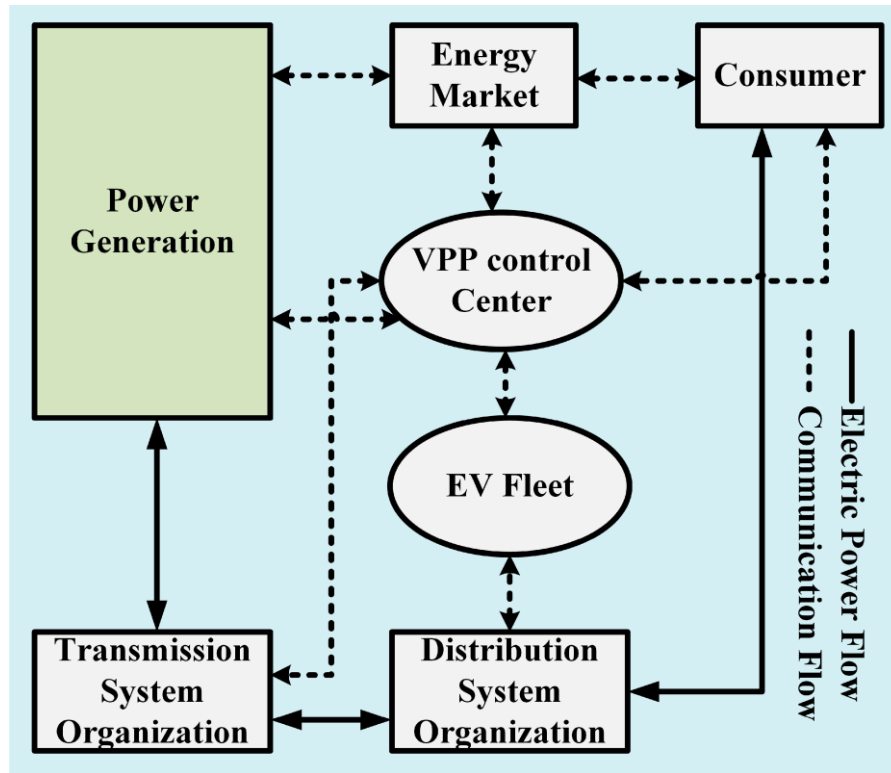 Energy
Market
Consumer
Power
Generation
VPP control
Center
EV Fleet
Electric Power Flow
Communication Flow
Transmission
System
Organization
Distribution
System
Organization